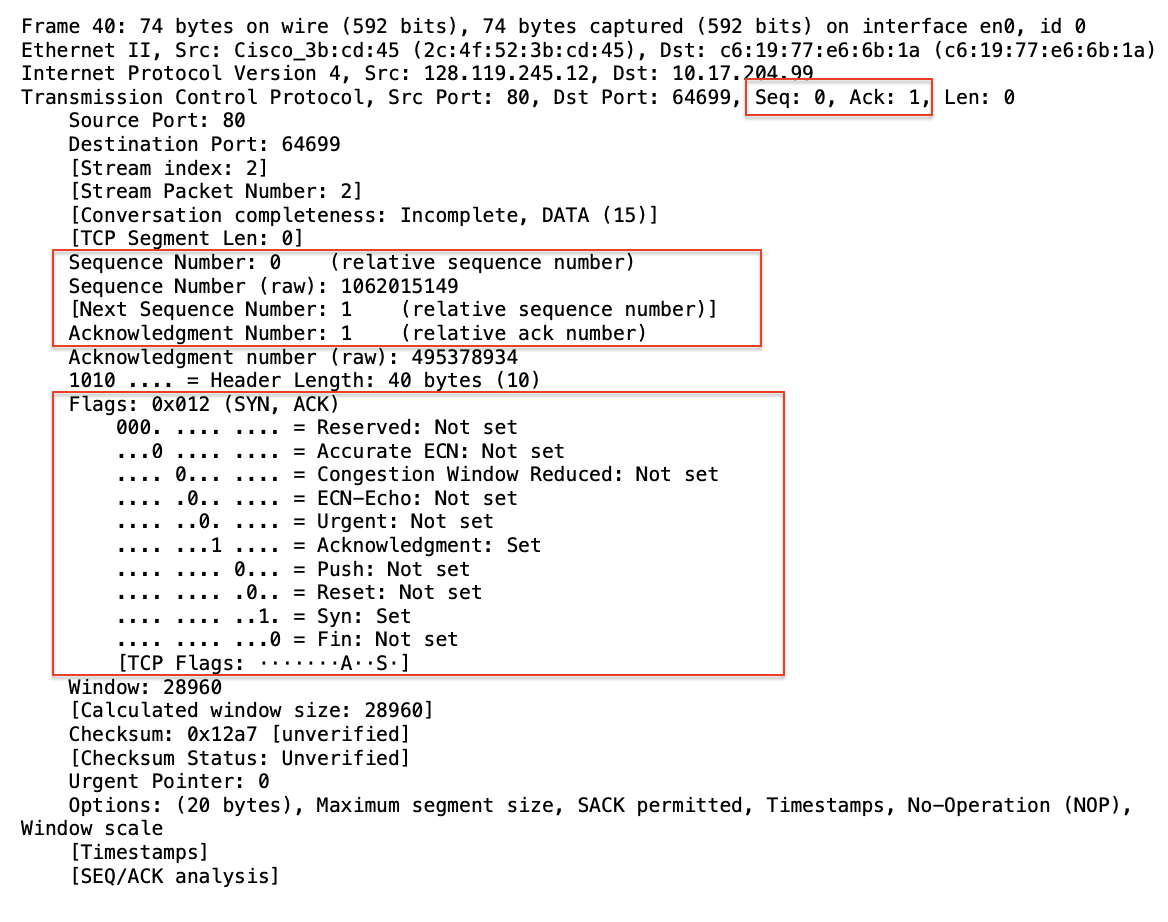 Frame 40: 74 bytes on wire (592 bits), 74 bytes captured (592 bits) on interface en0, id 0
Ethernet II, Src: Cisco_3b:cd:45 (2c:4f:52:3b:cd:45), Dst: c6:19:77:e6:6b:1a (c6:19:77:e6:6b:1a)
Internet Protocol Version 4, Src: 128.119.245.12, Dst: 10.17.204.99
Transmission Control Protocol, Src Port: 80, Dst Port: 64699, Seq: 0, Ack: 1, Len: 0
    Source Port: 80
    Destination Port: 64699
    [Stream index: 2]
    [Stream Packet Number: 2]
    [Conversation completeness: Incomplete, DATA (15)]
    [TCP Segment Len: 0]
    Sequence Number: 0    (relative sequence number)
    Sequence Number (raw): 1062015149
    [Next Sequence Number: 1    (relative sequence number)]
    Acknowledgment Number: 1    (relative ack number)
    Acknowledgment number (raw): 495378934
    1010 .... = Header Length: 40 bytes (10)
    Flags: 0x012 (SYN, ACK)
        000. .... .... = Reserved: Not set
        ...0 .... .... = Accurate ECN: Not set
        .... 0... .... = Congestion Window Reduced: Not set
        .... .0.. .... = ECN-Echo: Not set
        .... ..0. .... = Urgent: Not set
        .... ...1 .... = Acknowledgment: Set
        .... .... 0... = Push: Not set
        .... .... .0.. = Reset: Not set
        .... .... ..1. = Syn: Set
        .... .... ...0 = Fin: Not set
        [TCP Flags: ·······A··S·]
    Window: 28960
    [Calculated window size: 28960]
    Checksum: 0x12a7 [unverified]
    [Checksum Status: Unverified]
    Urgent Pointer: 0
    Options: (20 bytes), Maximum segment size, SACK permitted, Timestamps, No-Operation (NOP),
Window scale
    [Timestamps]
    [SEQ/ACK analysis]